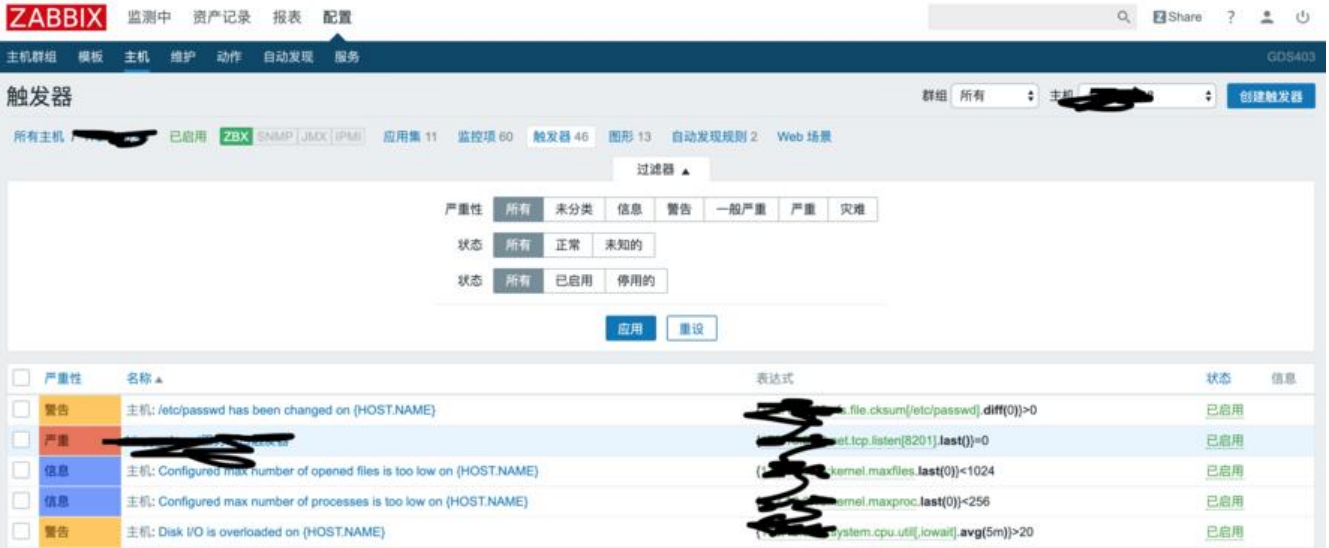 ZABBIX 监测中 资产记录 报表 配置 Share ?
主机群组 模板 主机 维护 动作 自动发现 服务 GDS403
触发器 群组 所有 主机 创建触发器
所有主机 已启用 ZBX SNMP JMX IPMI 应用集 11 监控项 60 触发器 46 图形 13 自动发现规则 2 Web 场景
过滤器 ▲
严重性 所有 未分类 信息 警告 一般严重 严重 灾难
状态 所有 正常 未知的
状态 所有 已启用 停用的
应用 重设
严重性 名称 ▲ 表达式 状态 信息
警告 主机: /etc/passwd has been changed on {HOST.NAME} s.file.cksum[/etc/passwd].diff(0)}>0 已启用
严重 触发器 et.tcp.listen[8201].last()}=0 已启用
信息 主机: Configured max number of opened files is too low on {HOST.NAME} kernel.maxfiles.last(0)}<1024 已启用
信息 主机: Configured max number of processes is too low on {HOST.NAME} ernel.maxproc.last(0)}<256 已启用
警告 主机: Disk I/O is overloaded on {HOST.NAME} system.cpu.util[,iowait].avg(5m)}>20 已启用